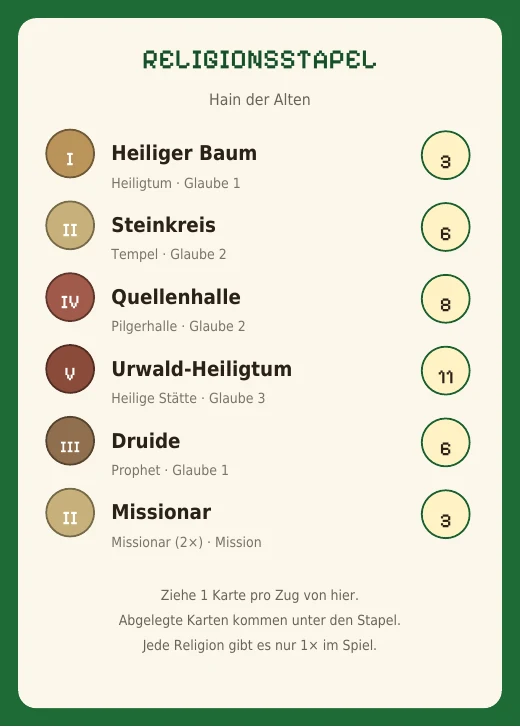 RELIGIONSSTAPEL
Hain der Alten
I Heiliger Baum 3
Heiligtum · Glaube 1
II Steinkreis 6
Tempel · Glaube 2
IV Quellenhalle 8
Pilgerhalle · Glaube 2
V Urwald-Heiligtum 11
Heilige Stätte · Glaube 3
III Druide 6
Prophet · Glaube 1
II Missionar 3
Missionar (2×) · Mission
Ziehe 1 Karte pro Zug von hier.
Abgelegte Karten kommen unter den Stapel.
Jede Religion gibt es nur 1× im Spiel.